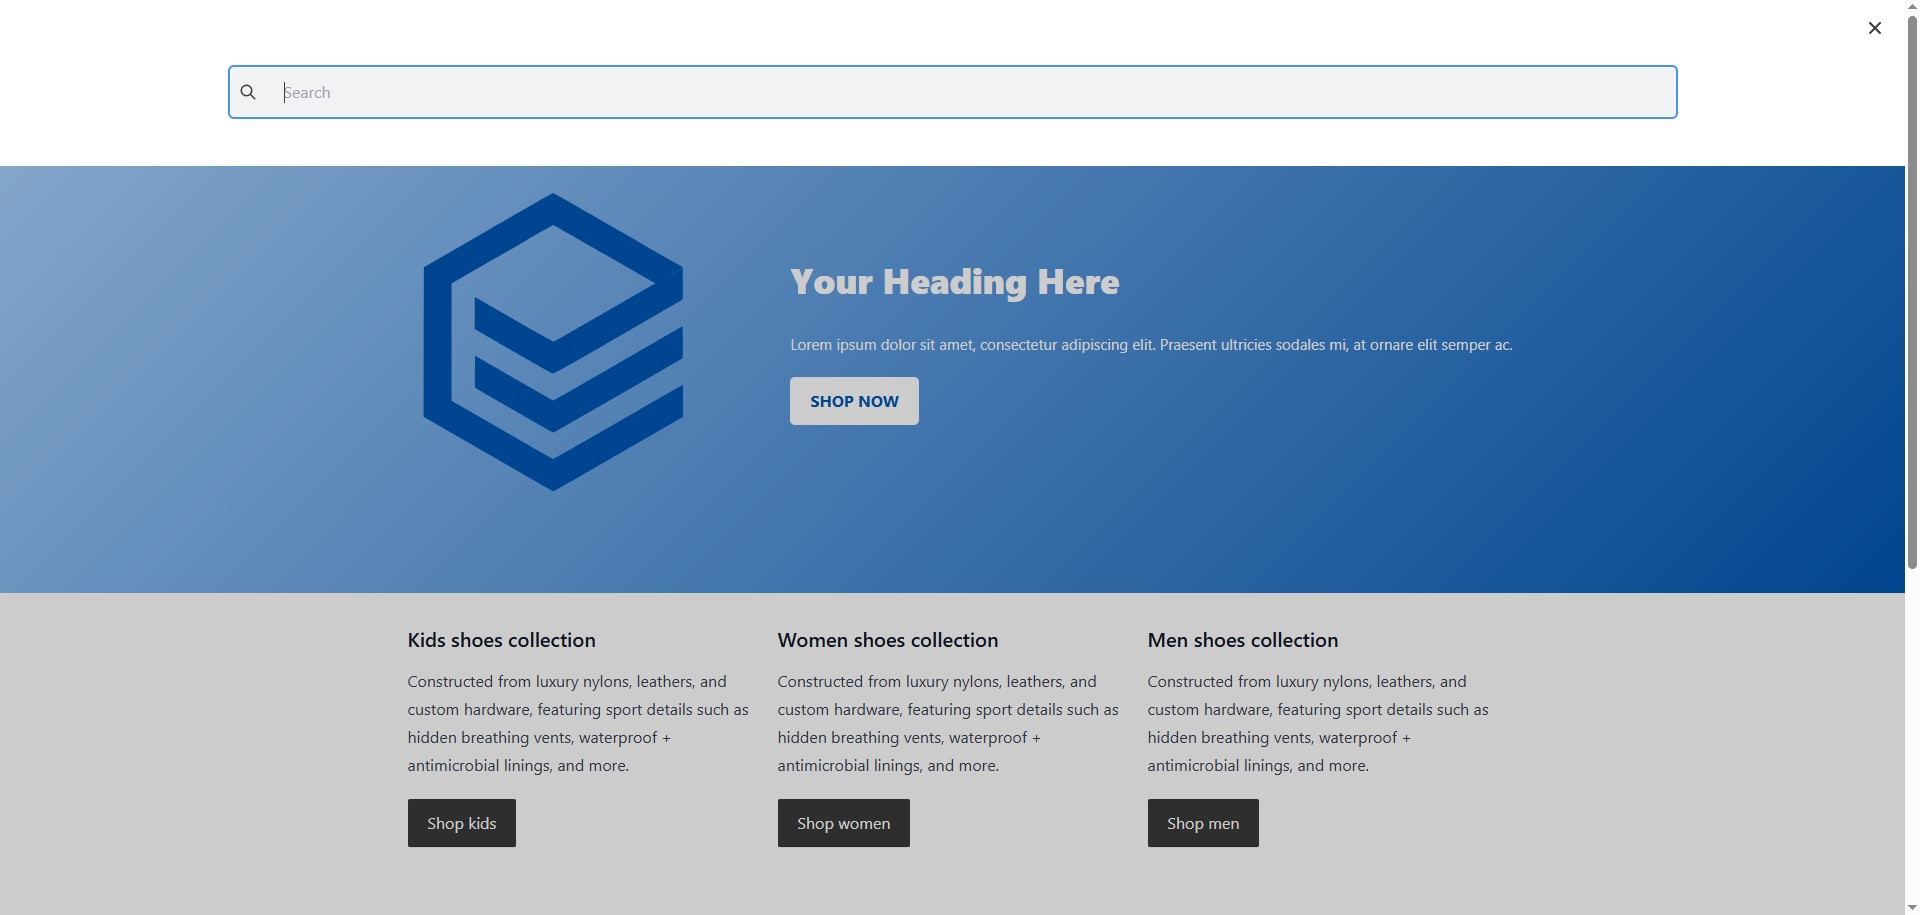 Search
Your Heading Here
Lorem ipsum dolor sit amet, consectetur adipiscing elit. Praesent ultricies sodales mi, at ornare elit semper ac.
SHOP NOW
Kids shoes collection
Constructed from luxury nylons, leathers, and
custom hardware, featuring sport details such as
hidden breathing vents, waterproof +
antimicrobial linings, and more.
Shop kids
Women shoes collection
Constructed from luxury nylons, leathers, and
custom hardware, featuring sport details such as
hidden breathing vents, waterproof +
antimicrobial linings, and more.
Shop women
Men shoes collection
Constructed from luxury nylons, leathers, and
custom hardware, featuring sport details such as
hidden breathing vents, waterproof +
antimicrobial linings, and more.
Shop men